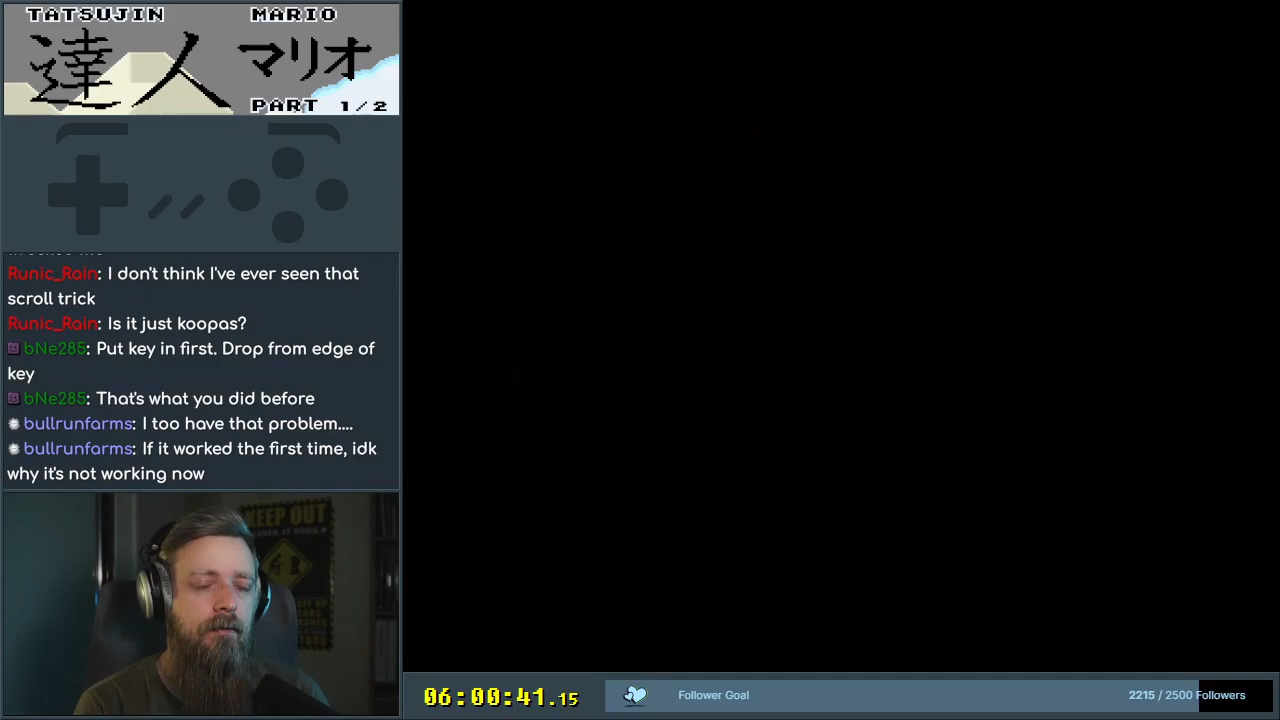 TATSUJIN MARIO
達人 マリオ
PART 1/2
Runic_Rain: I don't think I've ever seen that
scroll trick
Runic_Rain: Is it just koopas?
bNe285: Put key in first. Drop from edge of
key
bNe285: That's what you did before
bullrunfarms: I too have that problem....
bullrunfarms: If it worked the first time, idk
why it's not working now
KEEP OUT
06:00:41.15
Follower Goal
2215 / 2500 Followers